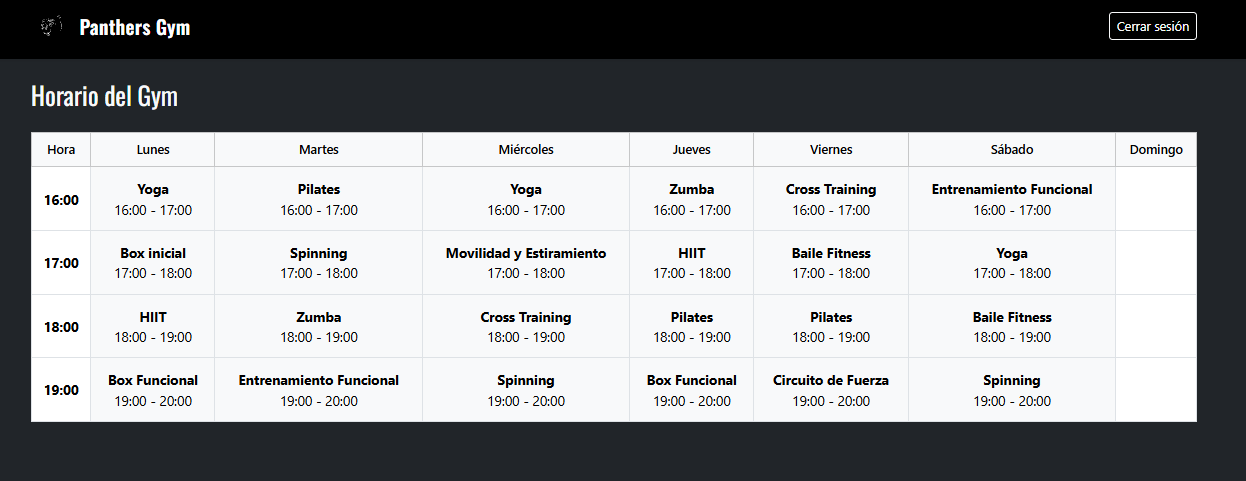 Panthers Gym
Cerrar sesión
Horario del Gym
Hora Lunes Martes Miércoles Jueves Viernes Sábado Domingo
Yoga Pilates Yoga Zumba Cross Training Entrenamiento Funcional
16:00
16:00 - 17:00 16:00 - 17:00 16:00 - 17:00 16:00 - 17:00 16:00 - 17:00 16:00 - 17:00
Box inicial Spinning Movilidad y Estiramiento HIIT Baile Fitness Yoga
17:00
17:00 - 18:00 17:00 - 18:00 17:00 - 18:00 17:00 - 18:00 17:00 - 18:00 17:00 - 18:00
HIIT Zumba Cross Training Pilates Pilates Baile Fitness
18:00
18:00 - 19:00 18:00 - 19:00 18:00 - 19:00 18:00 - 19:00 18:00 - 19:00 18:00 - 19:00
Box Funcional Entrenamiento Funcional Spinning Box Funcional Circuito de Fuerza Spinning
19:00
19:00 - 20:00 19:00 - 20:00 19:00 - 20:00 19:00 - 20:00 19:00 - 20:00 19:00 - 20:00